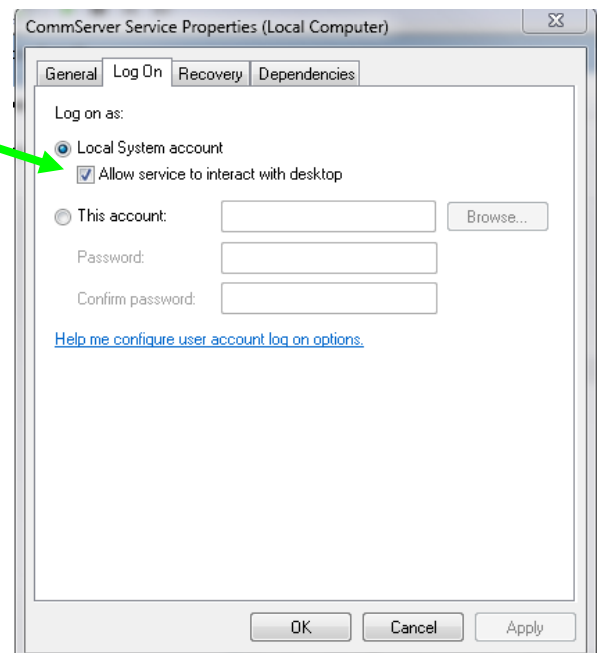 CommServer Service Properties (Local Computer)
General Log On Recovery Dependencies
Log on as:
Local System account
Allow service to interact with desktop
This account: Browse...
Password:
Confirm password:
Help me configure user account log on options.
OK Cancel Apply